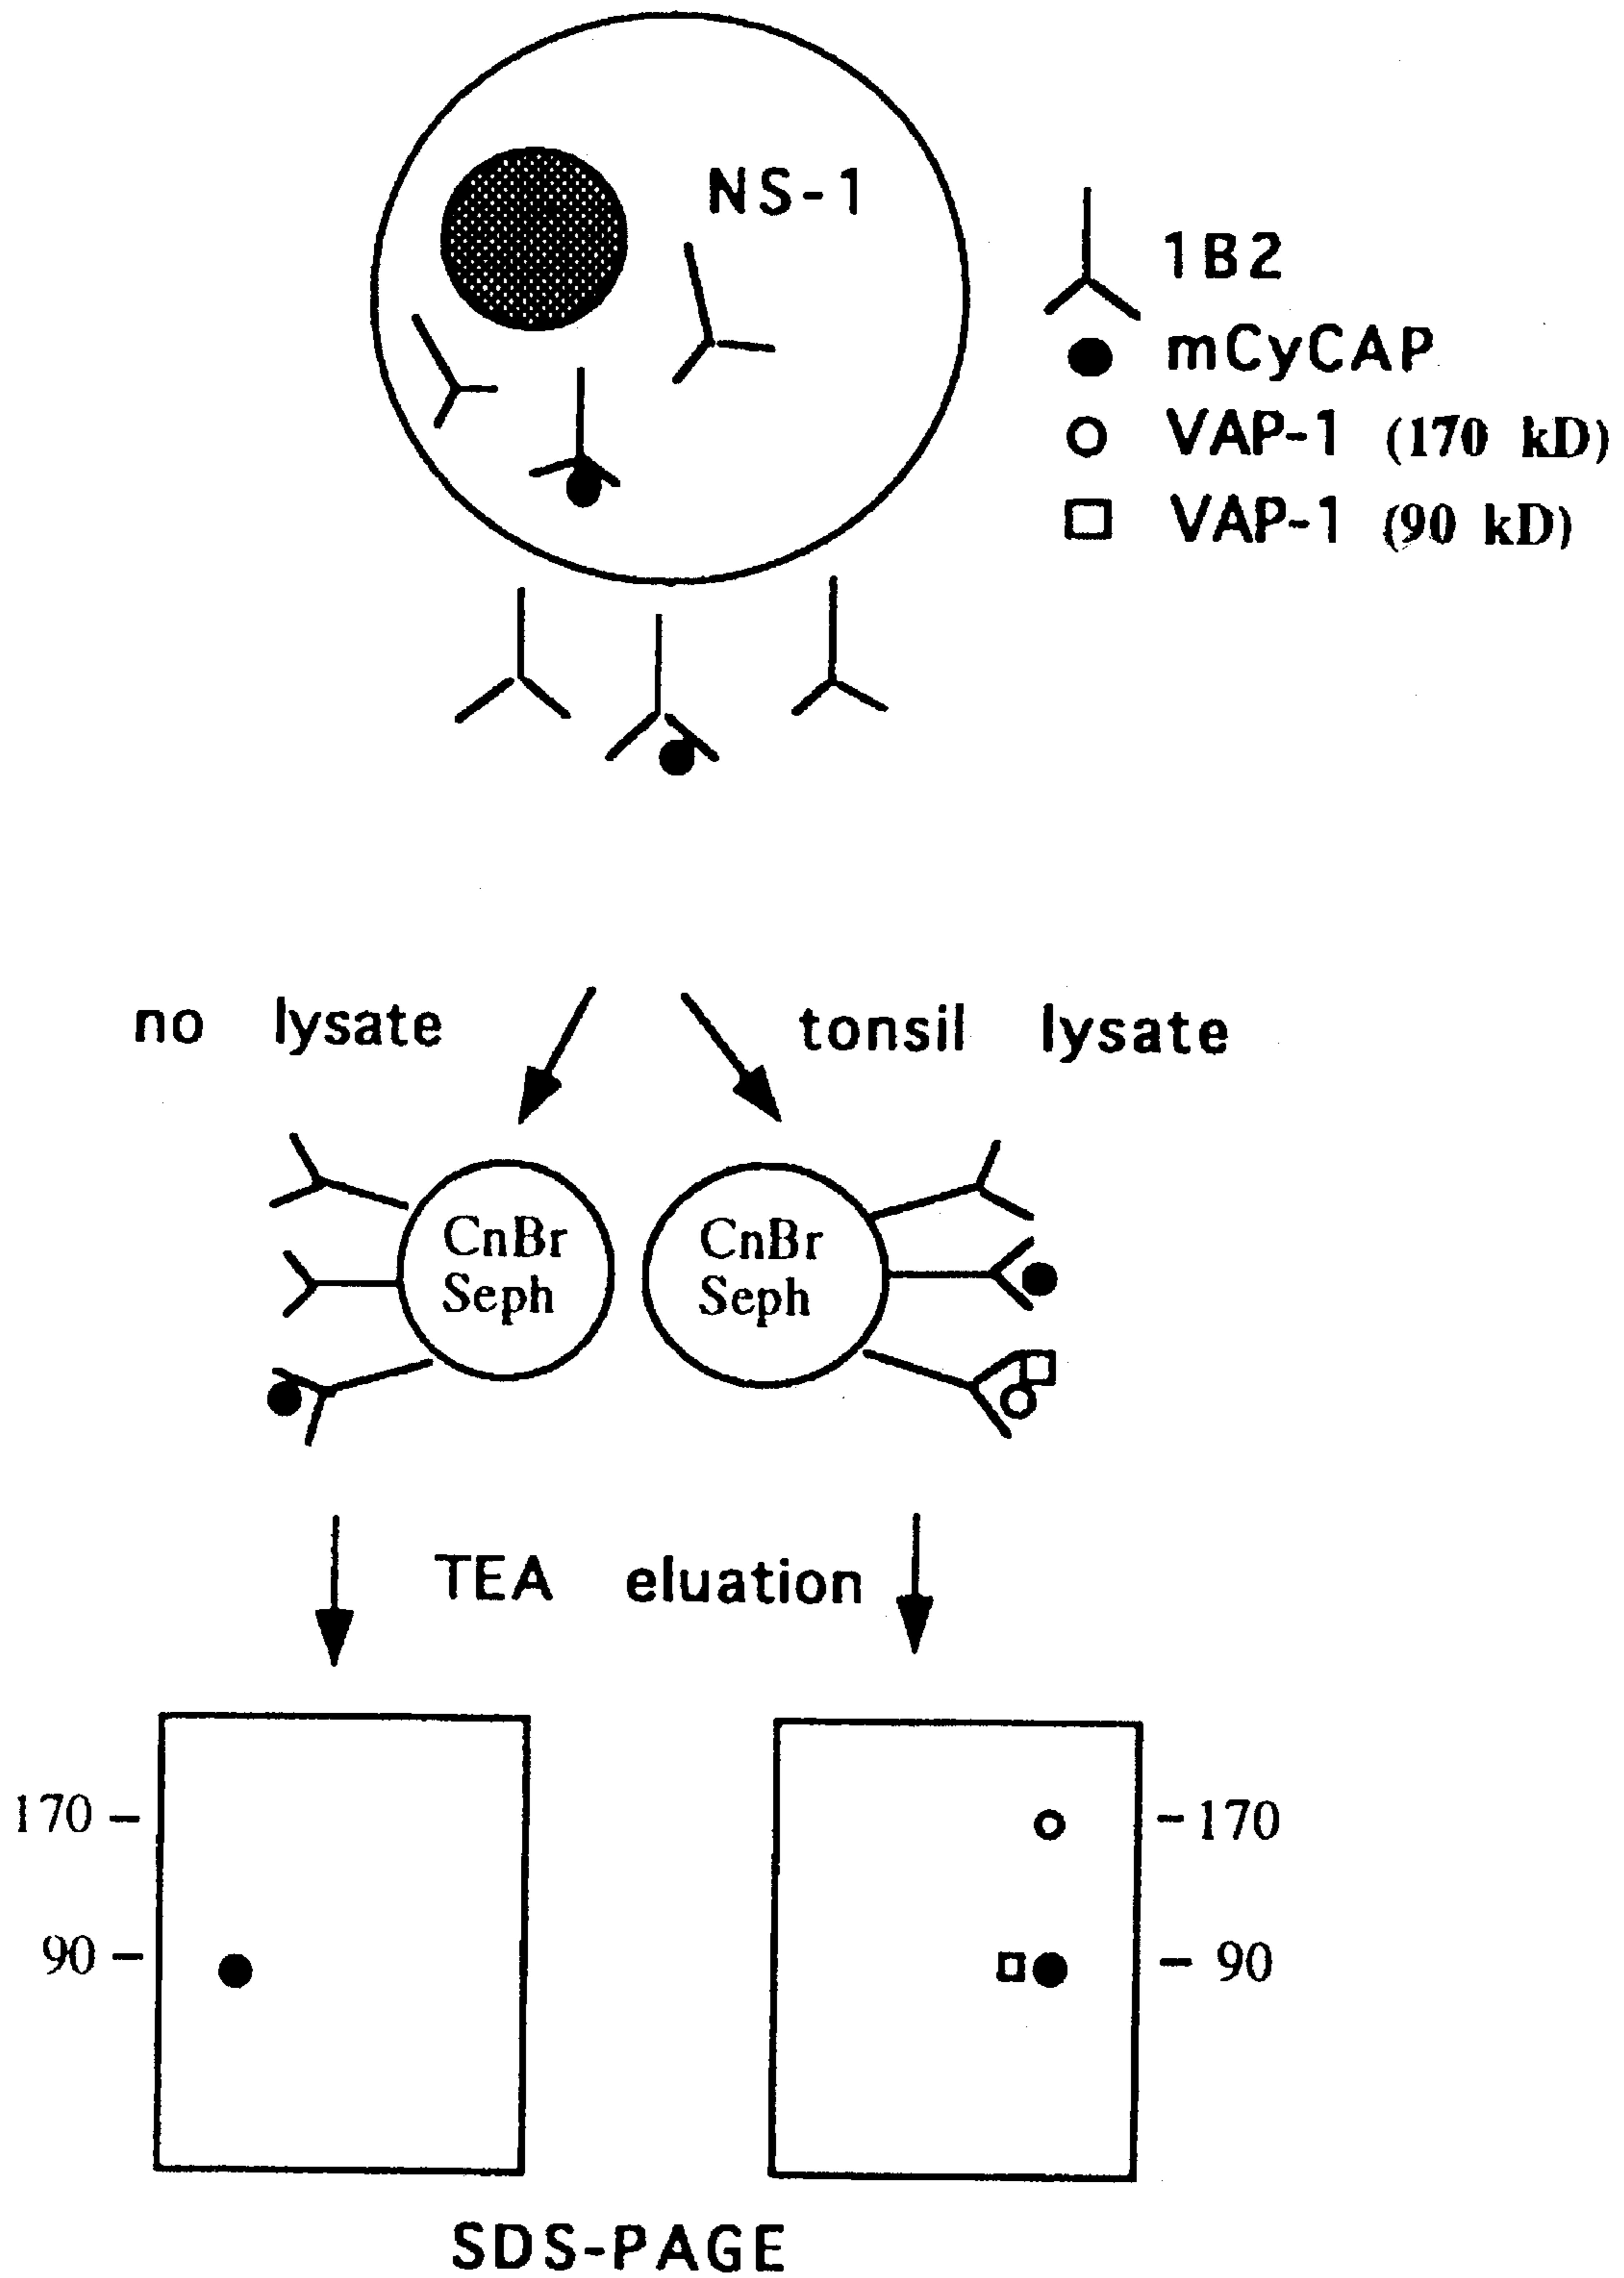 NS-1
1B2
mCyCAP
VAP-1 (170 kD)
VAP-1 (90 kD)
no lysate
tonsil lysate
CnBr
Seph
CnBr
Seph
TEA eluation
170 –
90 –
– 170
– 90
SDS-PAGE